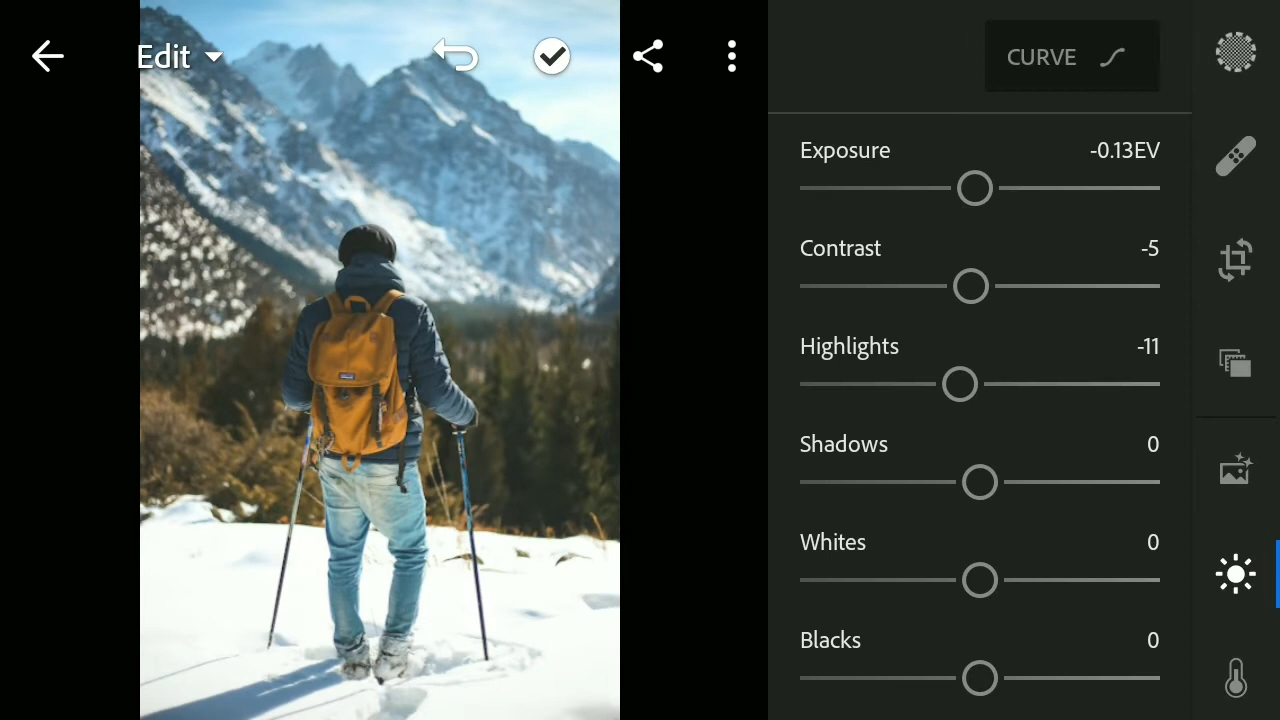 Edit
CURVE
Exposure -0.13EV
Contrast -5
Highlights -11
Shadows 0
Whites 0
Blacks 0